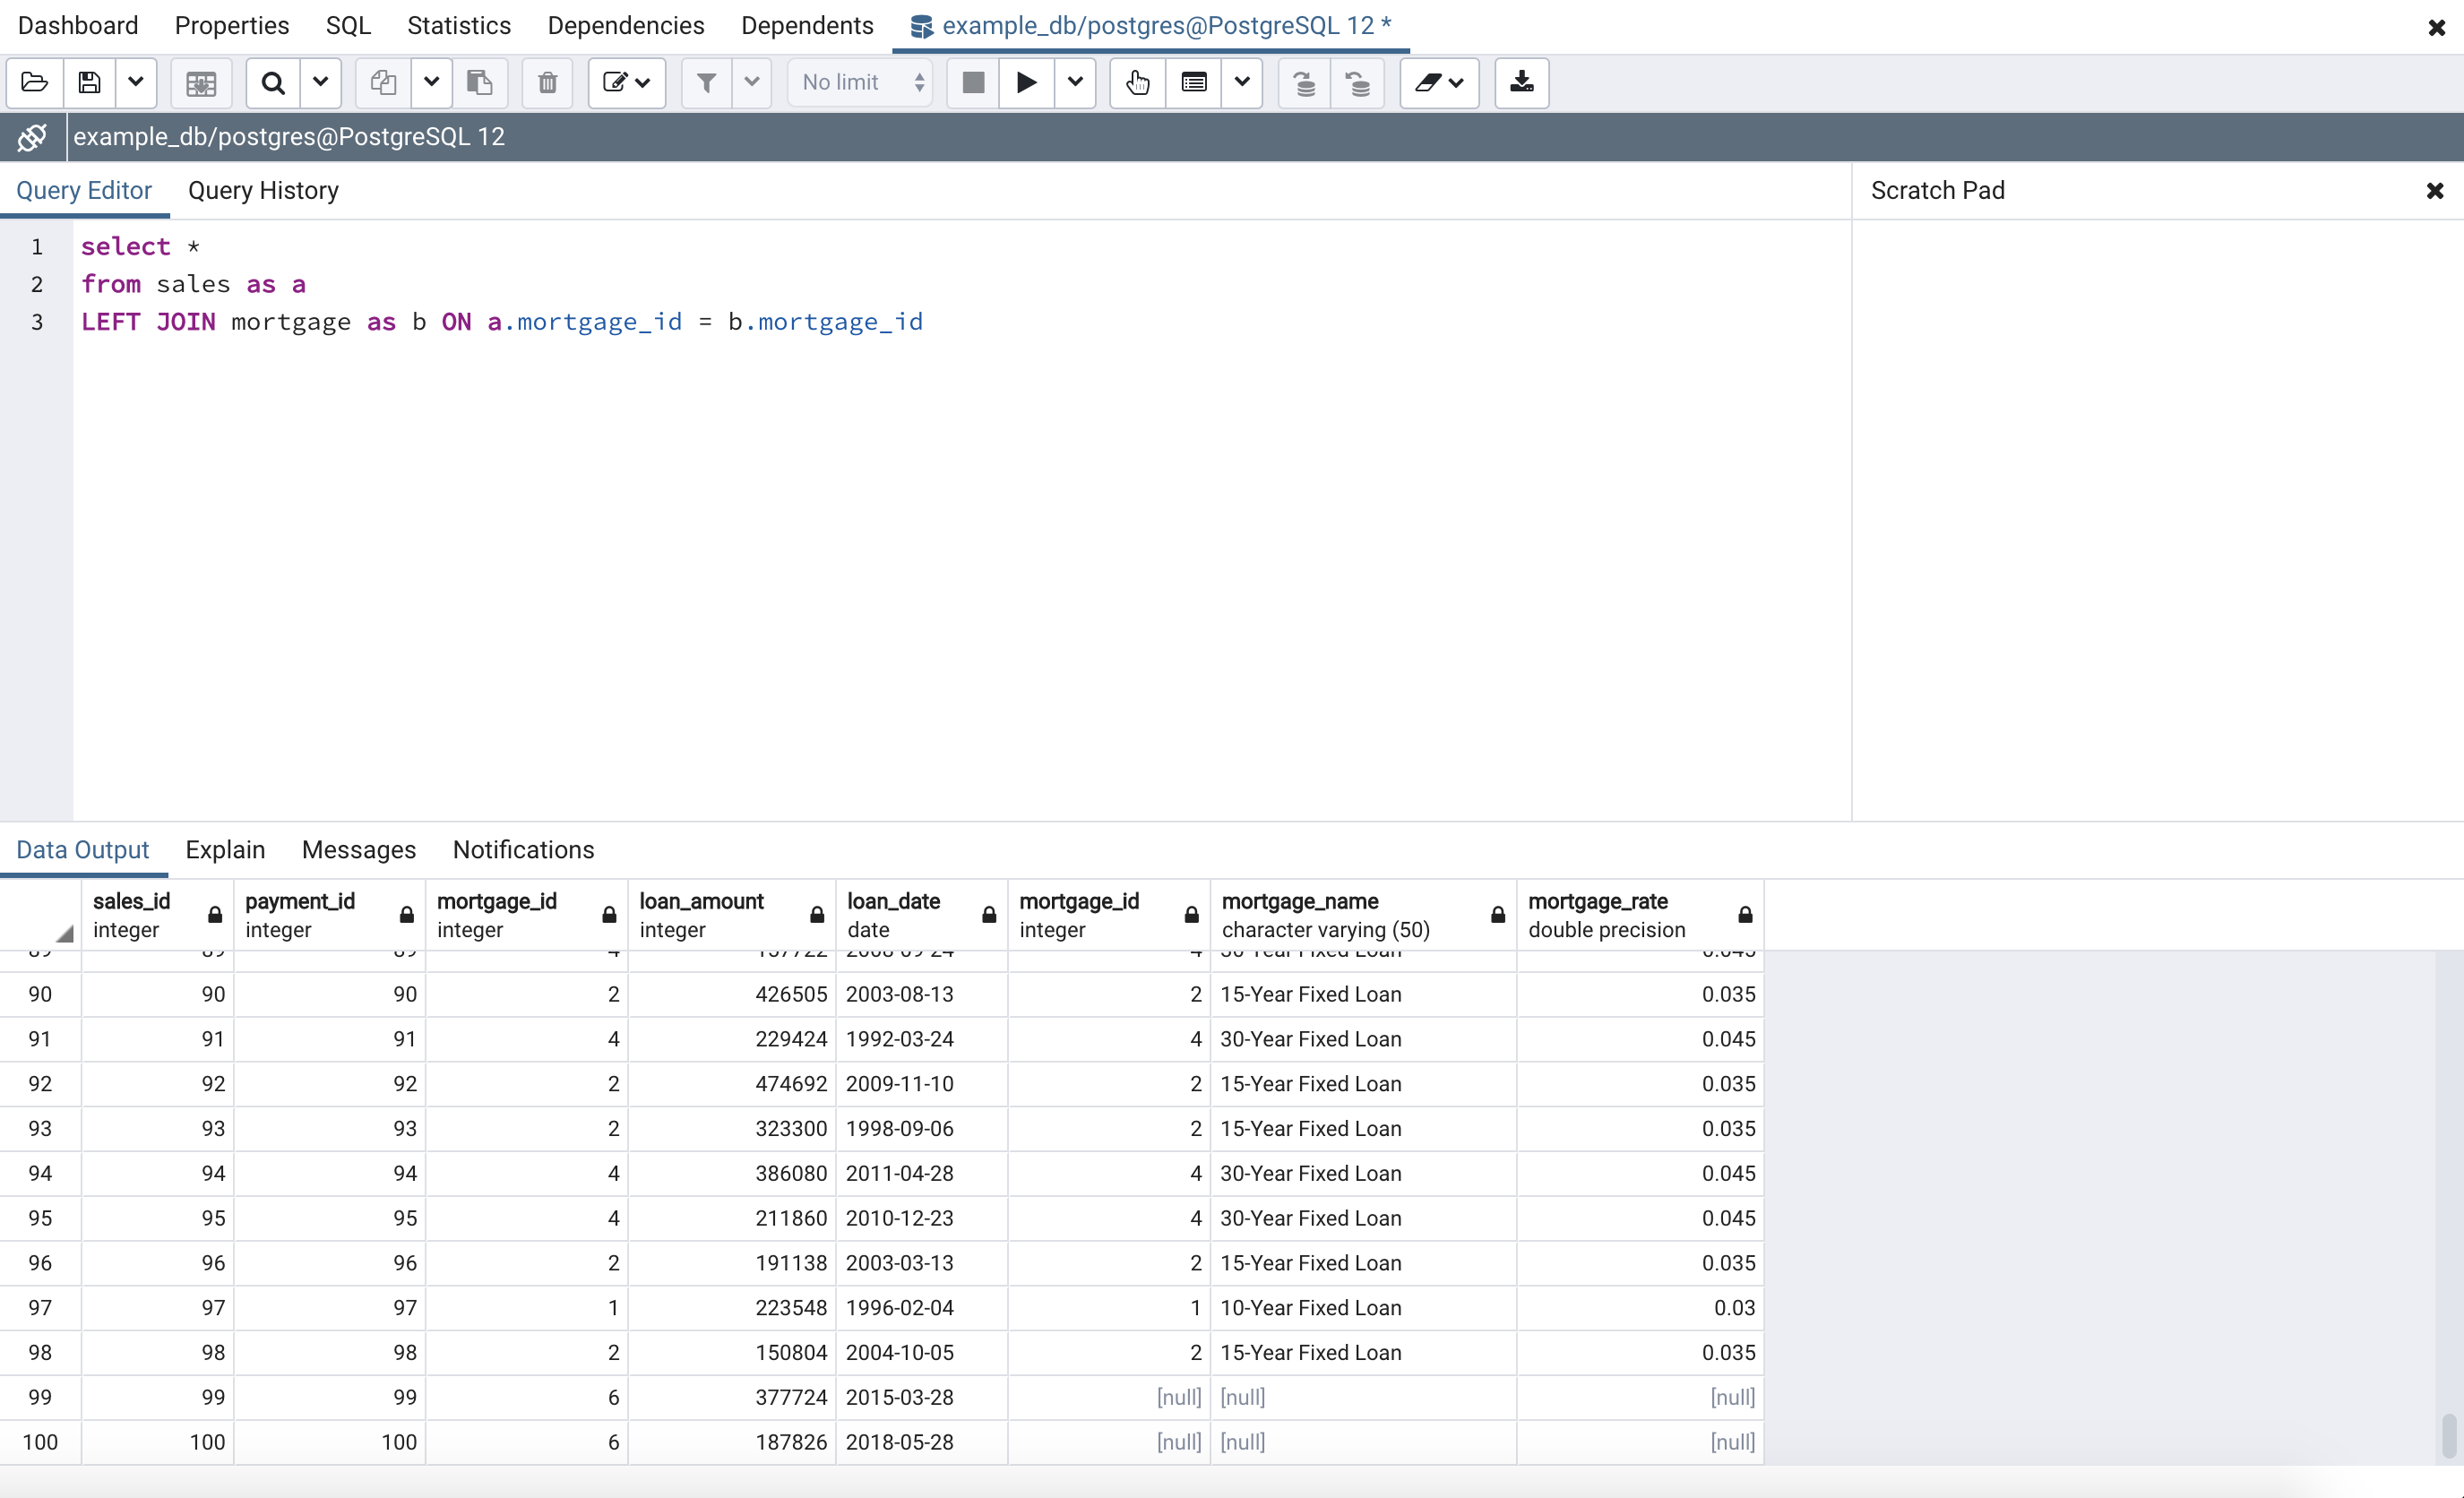 Dashboard Properties SQL Statistics Dependencies Dependents example_db/postgres@PostgreSQL 12 *
No limit
example_db/postgres@PostgreSQL 12
Query Editor Query History Scratch Pad
1 select *
2 from sales as a
3 LEFT JOIN mortgage as b ON a.mortgage_id = b.mortgage_id
Data Output Explain Messages Notifications
sales_id payment_id mortgage_id loan_amount loan_date mortgage_id mortgage_name mortgage_rate
integer integer integer integer date integer character varying (50) double precision
90 90 90 2 426505 2003-08-13 2 15-Year Fixed Loan 0.035
91 91 91 4 229424 1992-03-24 4 30-Year Fixed Loan 0.045
92 92 92 2 474692 2009-11-10 2 15-Year Fixed Loan 0.035
93 93 93 2 323300 1998-09-06 2 15-Year Fixed Loan 0.035
94 94 94 4 386080 2011-04-28 4 30-Year Fixed Loan 0.045
95 95 95 4 211860 2010-12-23 4 30-Year Fixed Loan 0.045
96 96 96 2 191138 2003-03-13 2 15-Year Fixed Loan 0.035
97 97 97 1 223548 1996-02-04 1 10-Year Fixed Loan 0.03
98 98 98 2 150804 2004-10-05 2 15-Year Fixed Loan 0.035
99 99 99 6 377724 2015-03-28 [null] [null] [null]
100 100 100 6 187826 2018-05-28 [null] [null] [null]